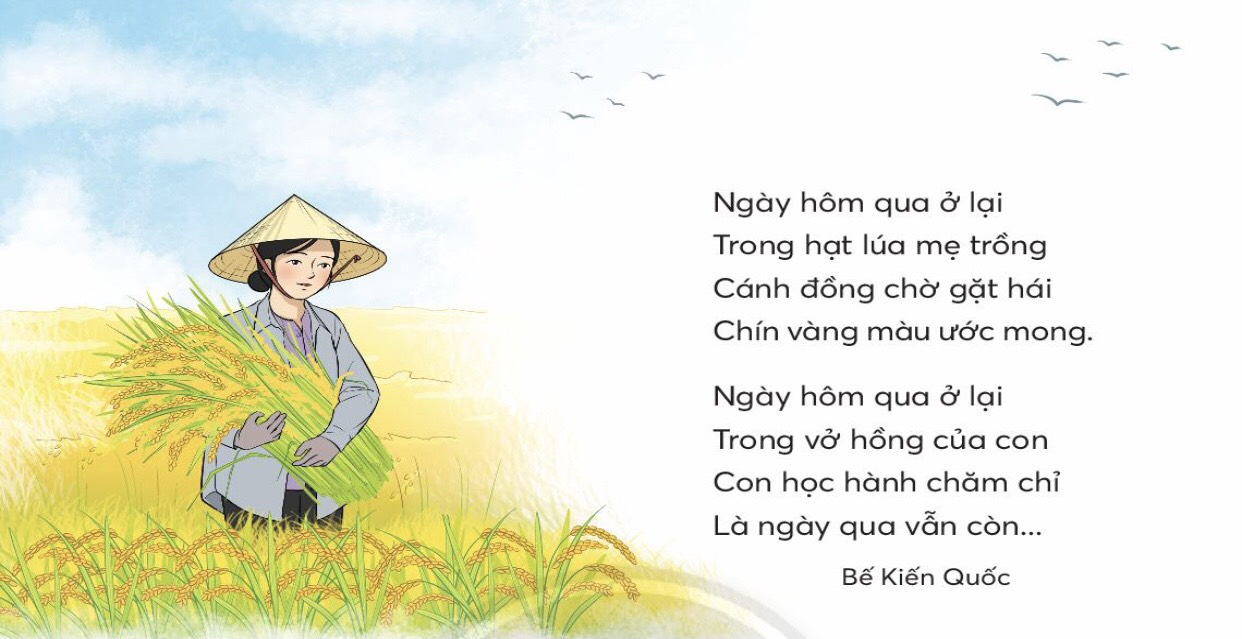 Ngày hôm qua ở lại
Trong hạt lúa mẹ trồng
Cánh đồng chờ gặt hái
Chín vàng màu ước mong.
Ngày hôm qua ở lại
Trong vở hồng của con
Con học hành chăm chỉ
Là ngày qua vẫn còn...
Bế Kiến Quốc